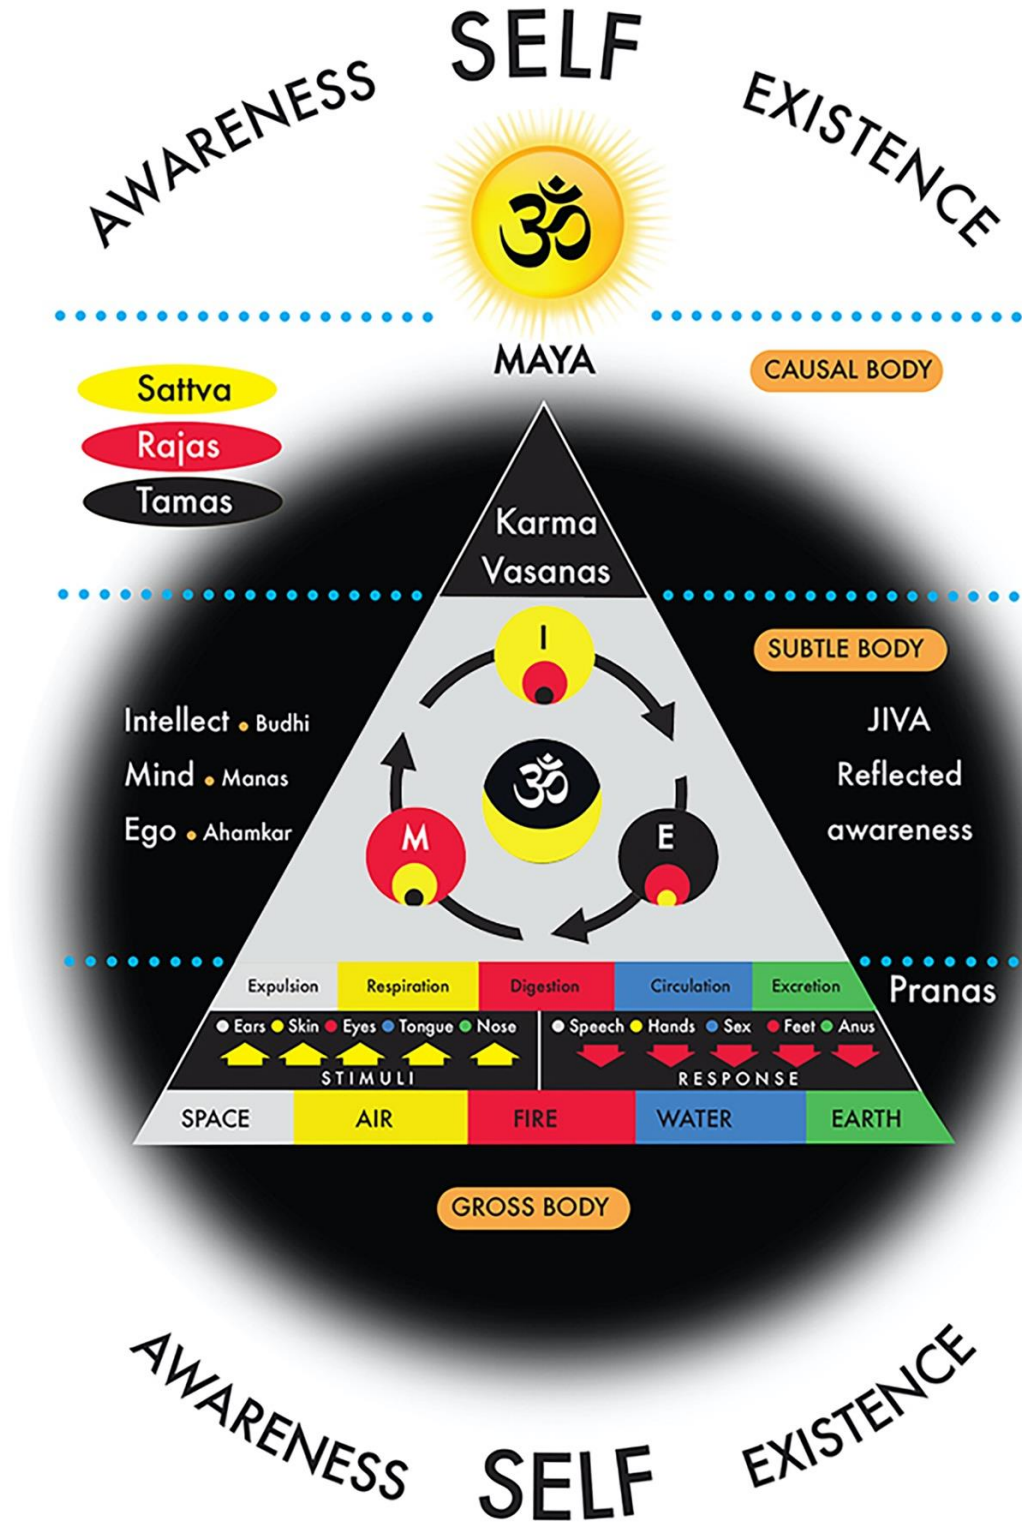 SELF
AWARENESS
EXISTENCE
ॐ
MAYA
CAUSAL BODY
Sattva
Rajas
Tamas
Karma
Vasanas
I
SUBTLE BODY
Intellect • Budhi
Mind • Manas
Ego • Ahamkar
JIVA
Reflected
awareness
ॐ
M
E
Expulsion Respiration Digestion Circulation Excretion
Pranas
Ears Skin Eyes Tongue Nose
Speech Hands Sex Feet Anus
STIMULI
RESPONSE
SPACE AIR FIRE WATER EARTH
GROSS BODY
AWARENESS
SELF
EXISTENCE